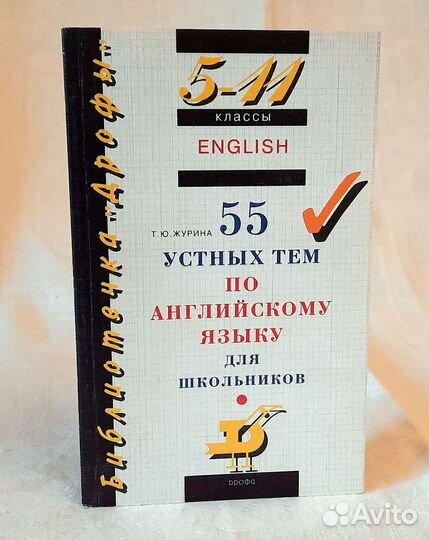 Библиотечка "Дрофы"
5-11
классы
ENGLISH
Т.Ю.ЖУРИНА 55
УСТНЫХ ТЕМ
ПО
АНГЛИЙСКОМУ
ЯЗЫКУ
ДЛЯ
ШКОЛЬНИКОВ
ДРОФА
Avito